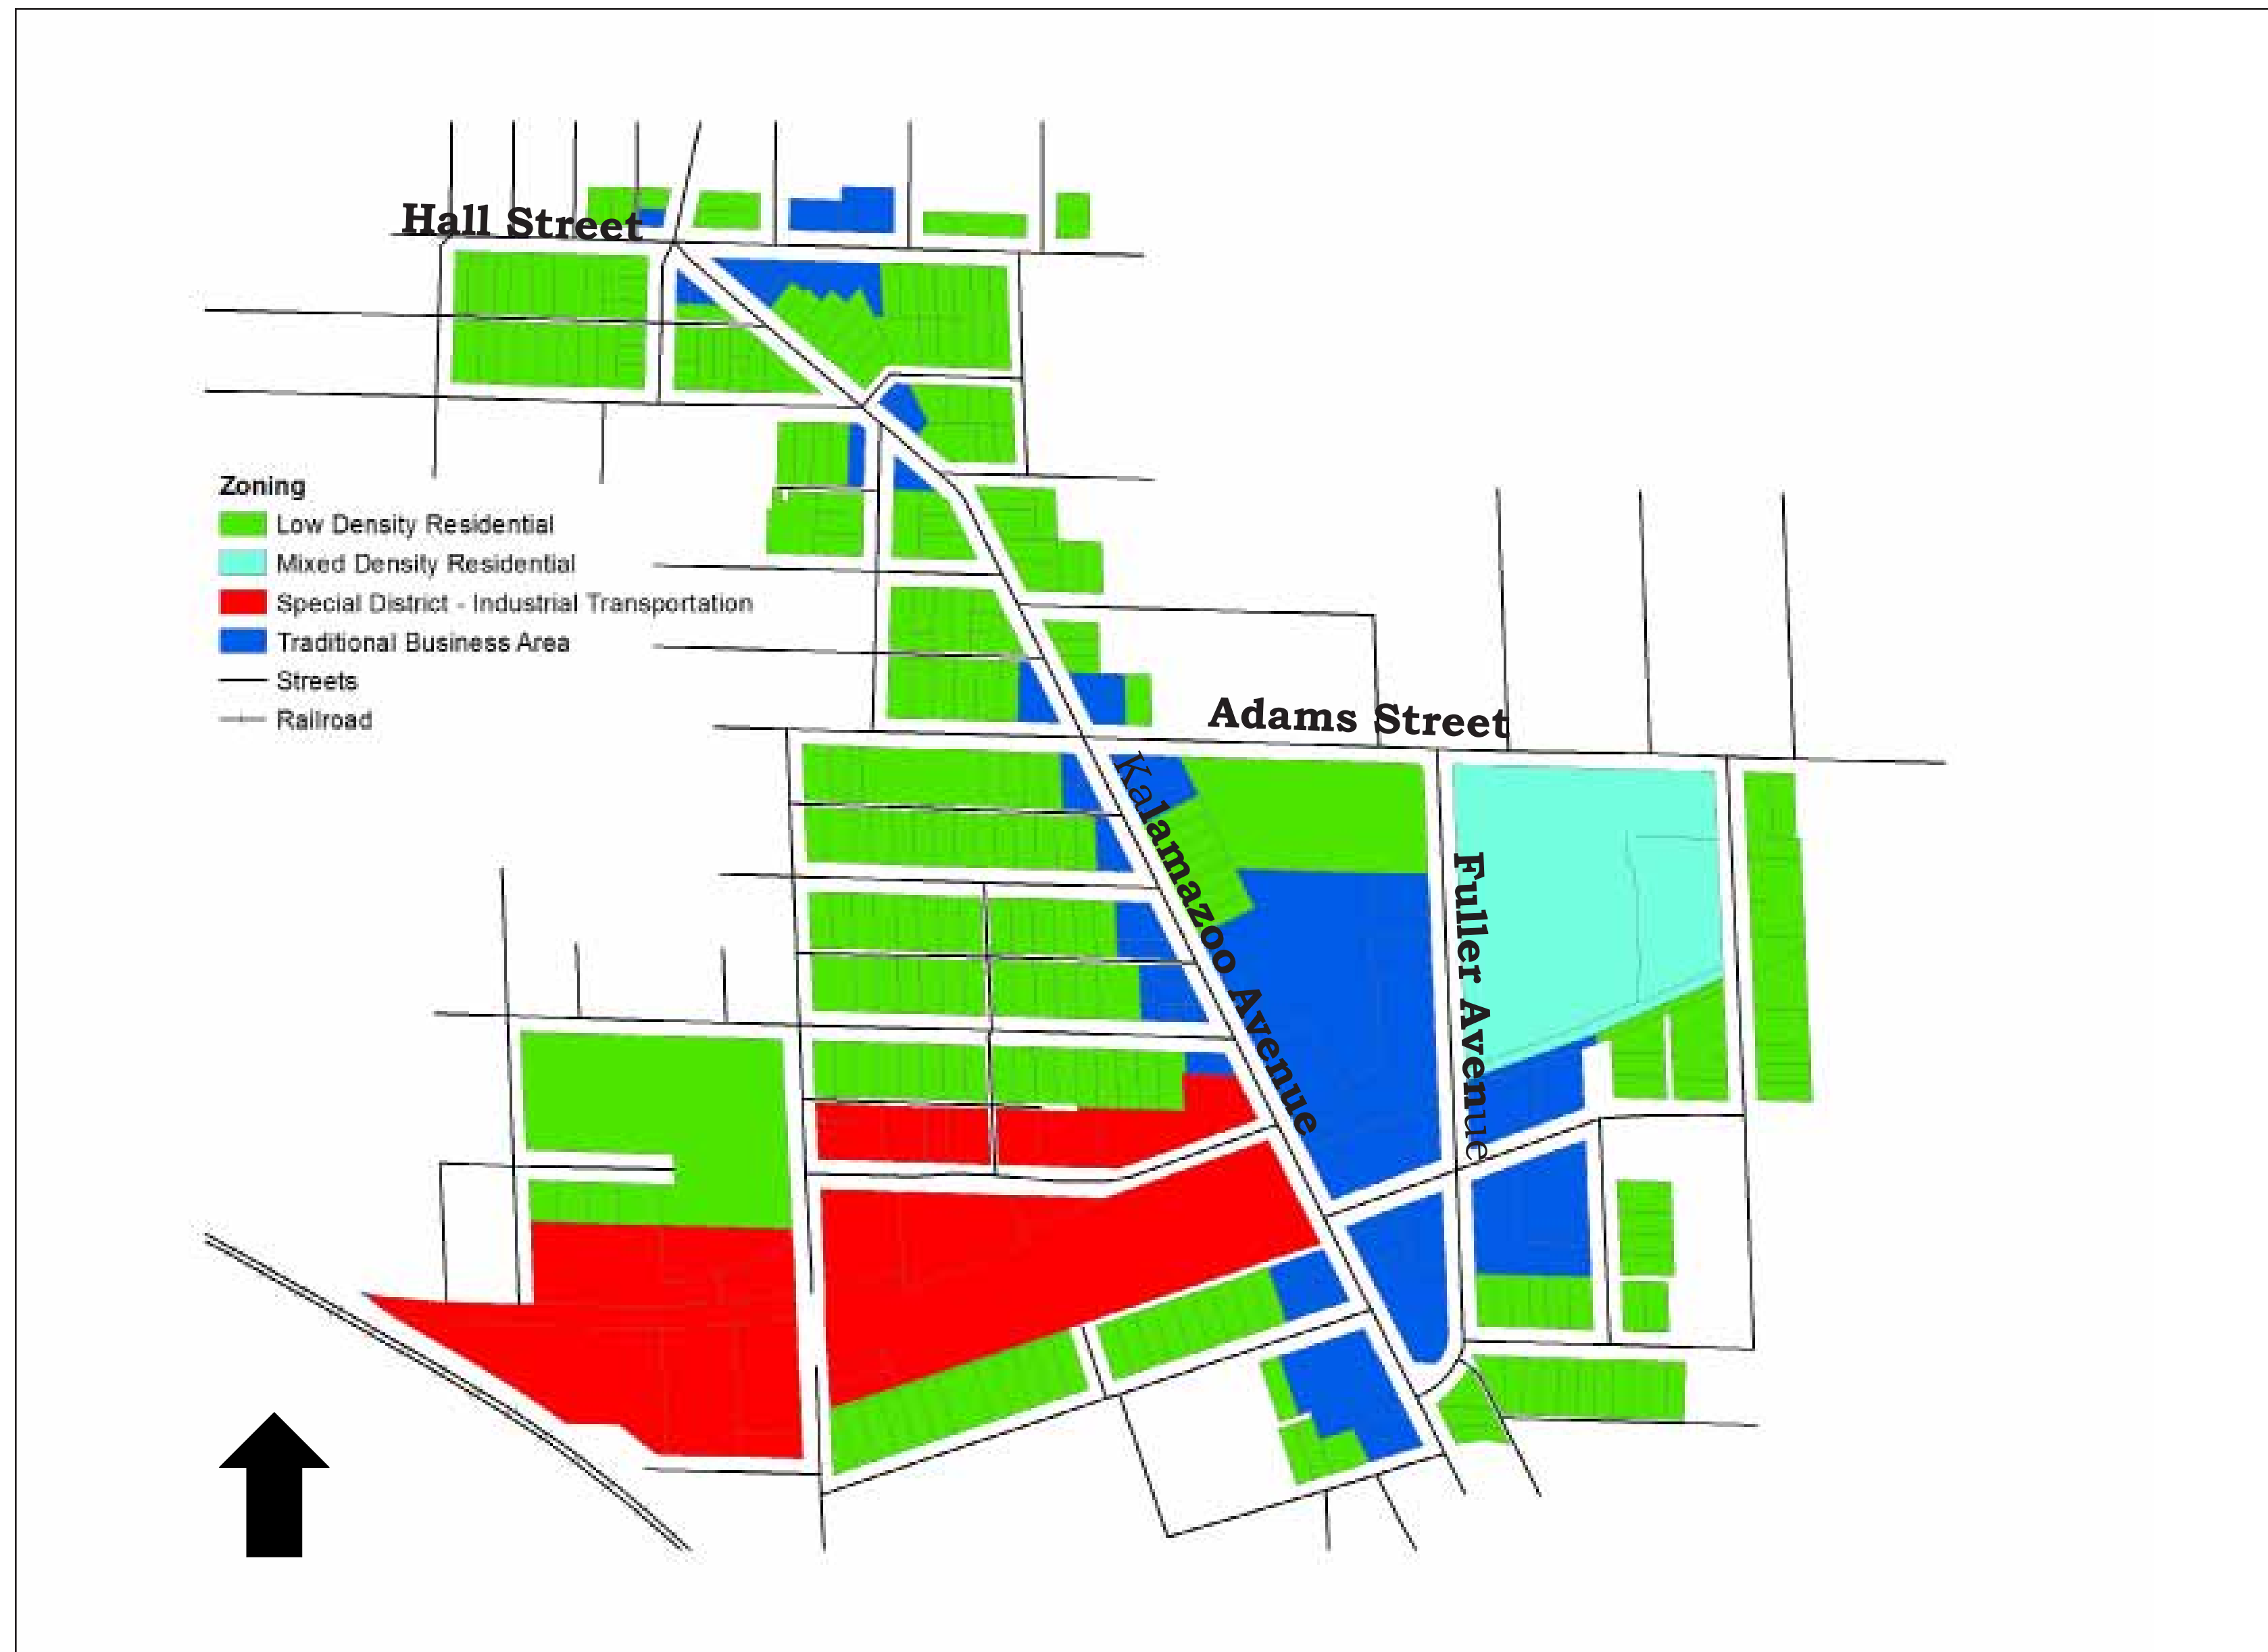 Hall Street
Zoning
Low Density Residential
Mixed Density Residential
Special District - Industrial Transportation
Traditional Business Area
Streets
Railroad
Adams Street
Kalamazoo Avenue
Fuller Avenue